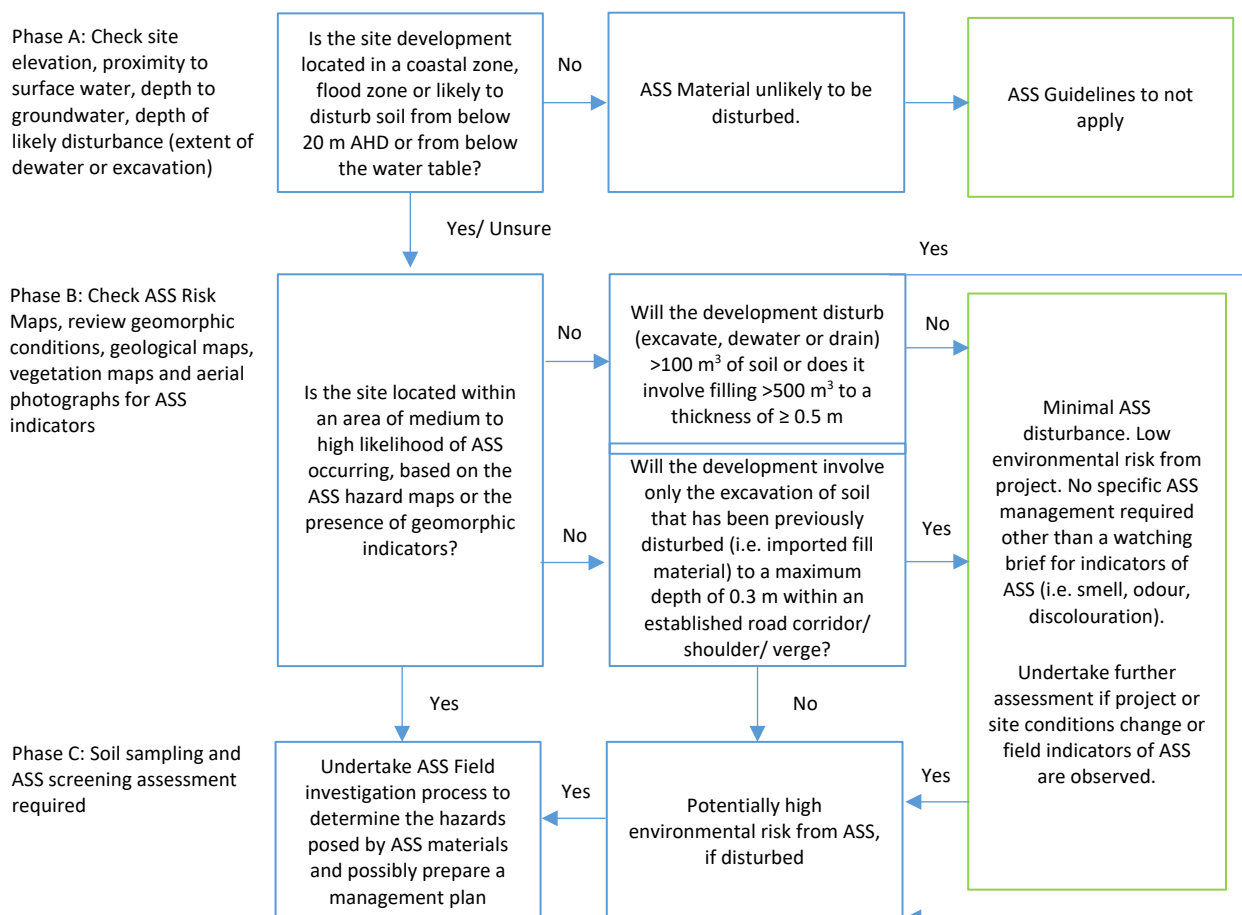 Phase A: Check site
elevation, proximity to
surface water, depth to
groundwater, depth of
likely disturbance (extent of
dewater or excavation)
Is the site development
located in a coastal zone,
flood zone or likely to
disturb soil from below
20 m AHD or from below
the water table?
No
ASS Material unlikely to be
disturbed.
ASS Guidelines to not
apply
Yes/ Unsure
Yes
Phase B: Check ASS Risk
Maps, review geomorphic
conditions, geological maps,
vegetation maps and aerial
photographs for ASS
indicators
Is the site located within
an area of medium to
high likelihood of ASS
occurring, based on the
ASS hazard maps or the
presence of geomorphic
indicators?
No
Will the development disturb
(excavate, dewater or drain)
>100 m³ of soil or does it
involve filling >500 m³ to a
thickness of ≥ 0.5 m
No
No
Will the development involve
only the excavation of soil
that has been previously
disturbed (i.e. imported fill
material) to a maximum
depth of 0.3 m within an
established road corridor/
shoulder/ verge?
Yes
Minimal ASS
disturbance. Low
environmental risk from
project. No specific ASS
management required
other than a watching
brief for indicators of
ASS (i.e. smell, odour,
discolouration).
Undertake further
assessment if project or
site conditions change or
field indicators of ASS
are observed.
Yes
No
Phase C: Soil sampling and
ASS screening assessment
required
Undertake ASS Field
investigation process to
determine the hazards
posed by ASS materials
and possibly prepare a
management plan
Yes
Potentially high
environmental risk from ASS,
if disturbed
Yes